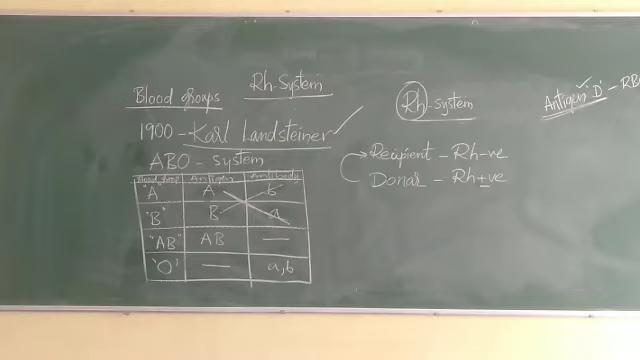 Rh-System
Blood groups
1900 - Karl Landsteiner
ABO - System
Blood group Antigen Antibody
"A" A b
"B" B a
"AB" AB —
"O" — a,b
Rh-system
Recipient - Rh-ve
Donar - Rh+ve
Antigen 'D' - RB